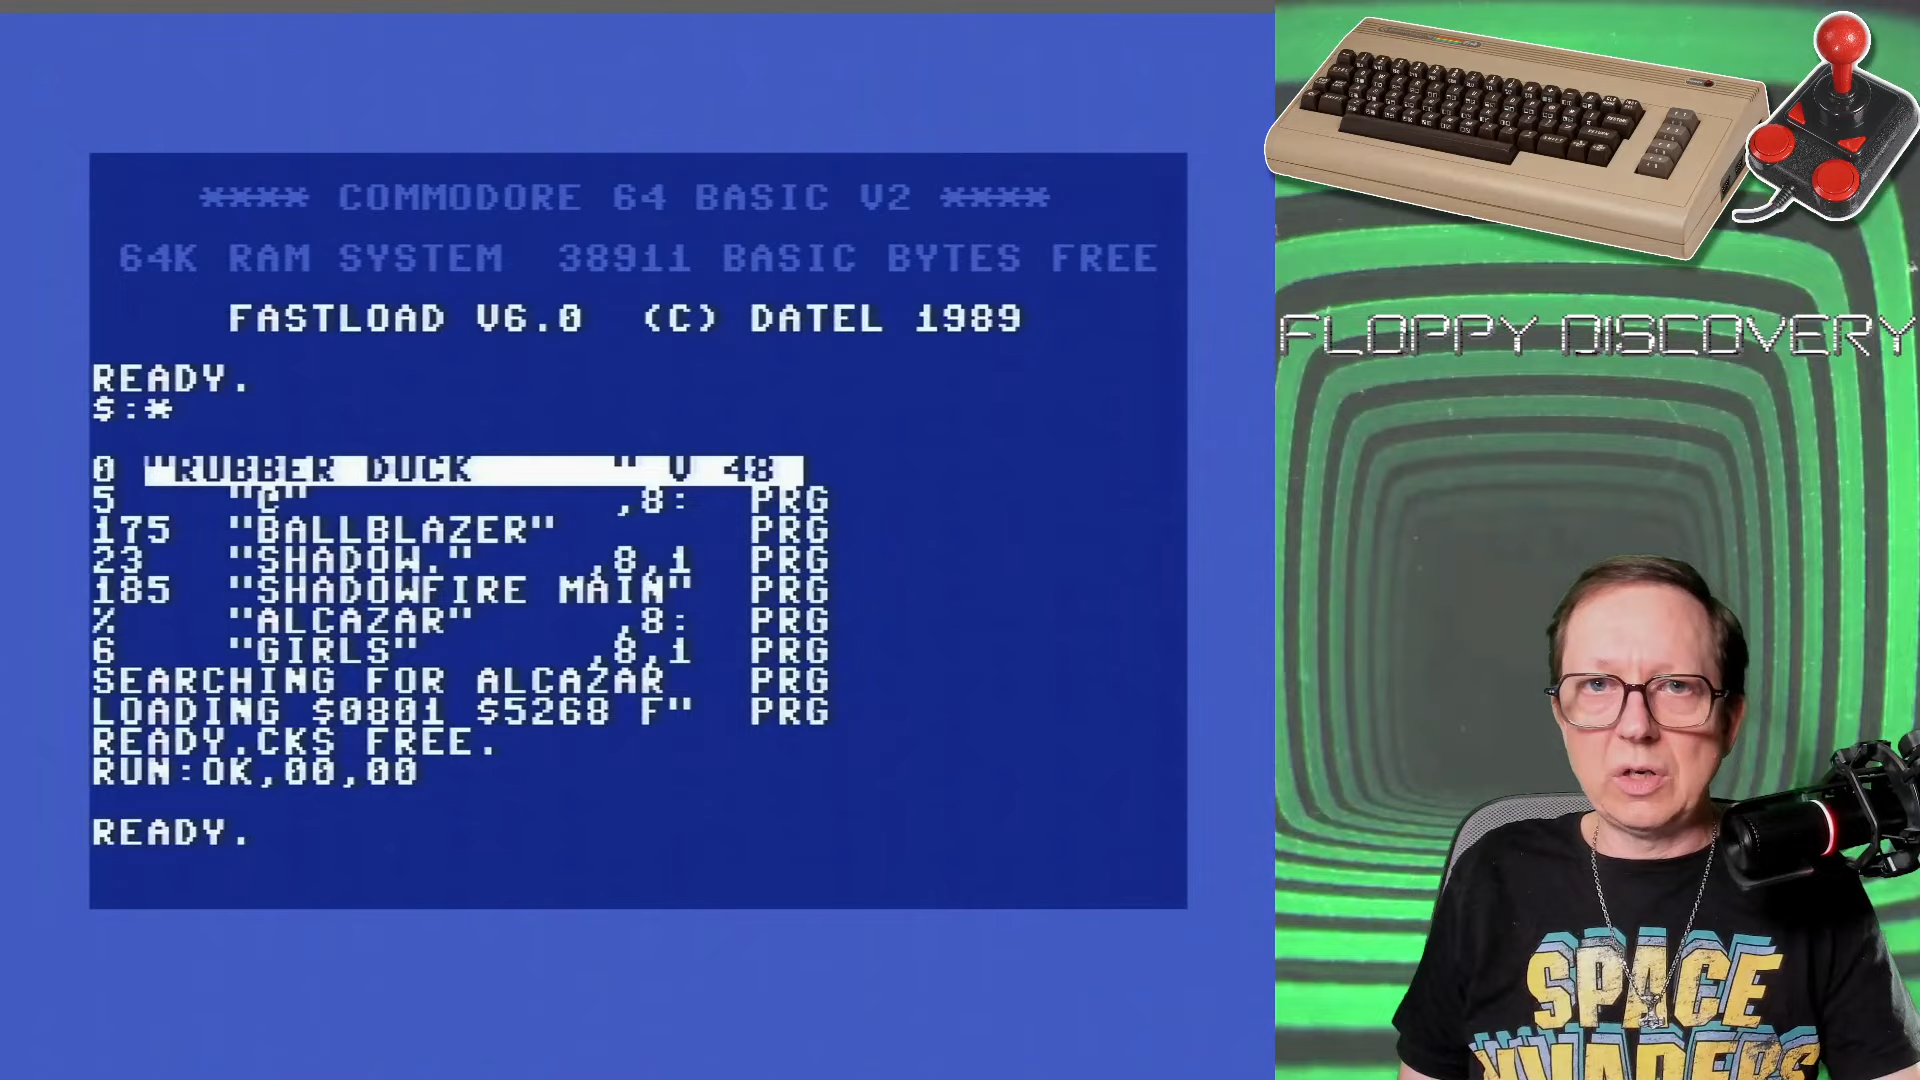 **** COMMODORE 64 BASIC V2 ****
64K RAM SYSTEM  38911 BASIC BYTES FREE
FASTLOAD V6.0  (C) DATEL 1989
READY.
$:*
0 "RUBBER DUCK     " V 48
5    "C"           ,8:  PRG
175  "BALLBLAZER"       PRG
23   "SHADOW."    ,8,1  PRG
185  "SHADOWFIRE MAIN"  PRG
%    "ALCAZAR"     ,8:  PRG
6    "GIRLS"      ,8,1  PRG
SEARCHING FOR ALCAZAR   PRG
LOADING $0801 $5268 F"  PRG
READY.CKS FREE.
RUN:OK,00,00
READY.
FLOPPY DISCOVERY
SPACE
INVADERS